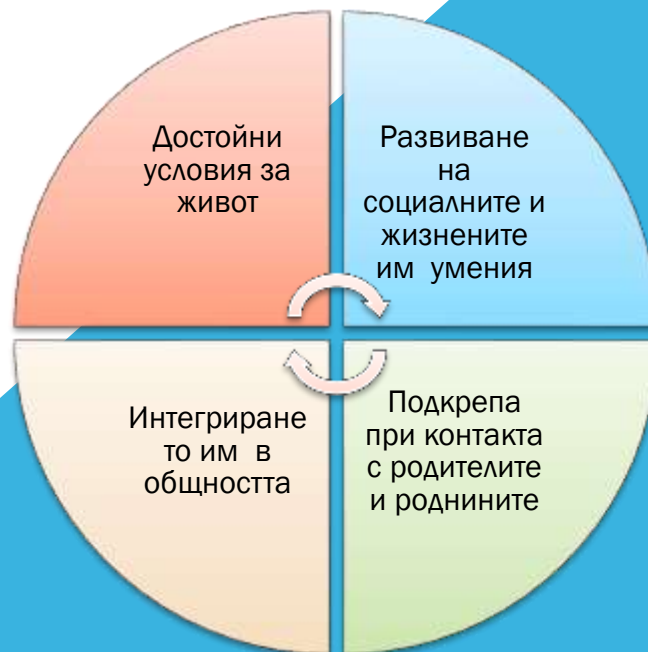 Достойни
условия за
живот
Развиване
на
социалните и
жизнените
им умения
Интегриране
то им в
общността
Подкрепа
при контакта
с родителите
и роднините